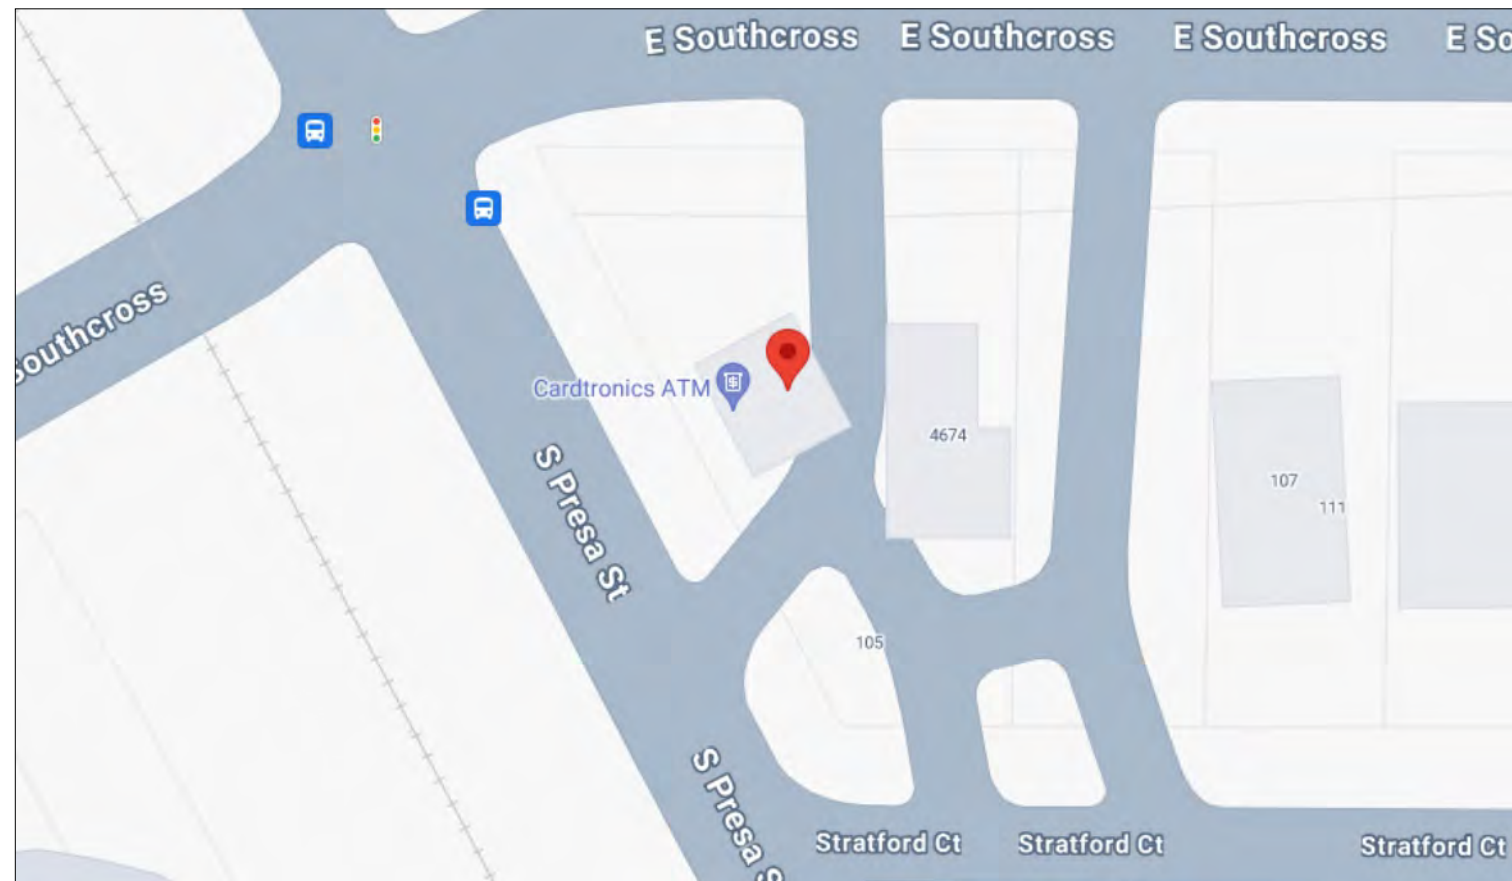 E Southcross
E Southcross
E Southcross
E So
Southcross
Cardtronics ATM
S Presa St
4674
107
111
105
S Presa S
Stratford Ct
Stratford Ct
Stratford Ct